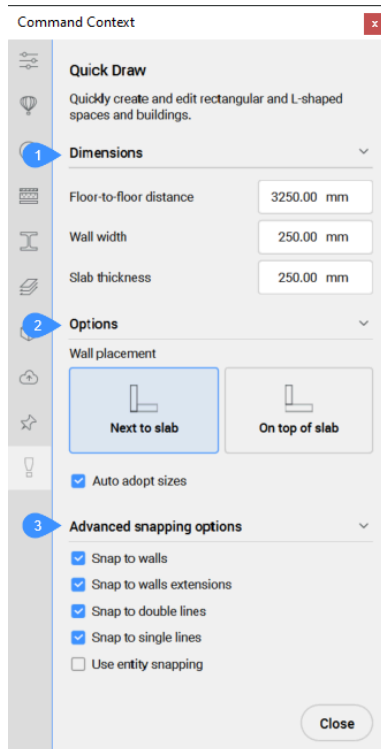 Command Context
x
Quick Draw
Quickly create and edit rectangular and L-shaped
spaces and buildings.
1
Dimensions
Floor-to-floor distance 3250.00 mm
Wall width 250.00 mm
Slab thickness 250.00 mm
2
Options
Wall placement
Next to slab On top of slab
Auto adopt sizes
3
Advanced snapping options
Snap to walls
Snap to walls extensions
Snap to double lines
Snap to single lines
Use entity snapping
Close